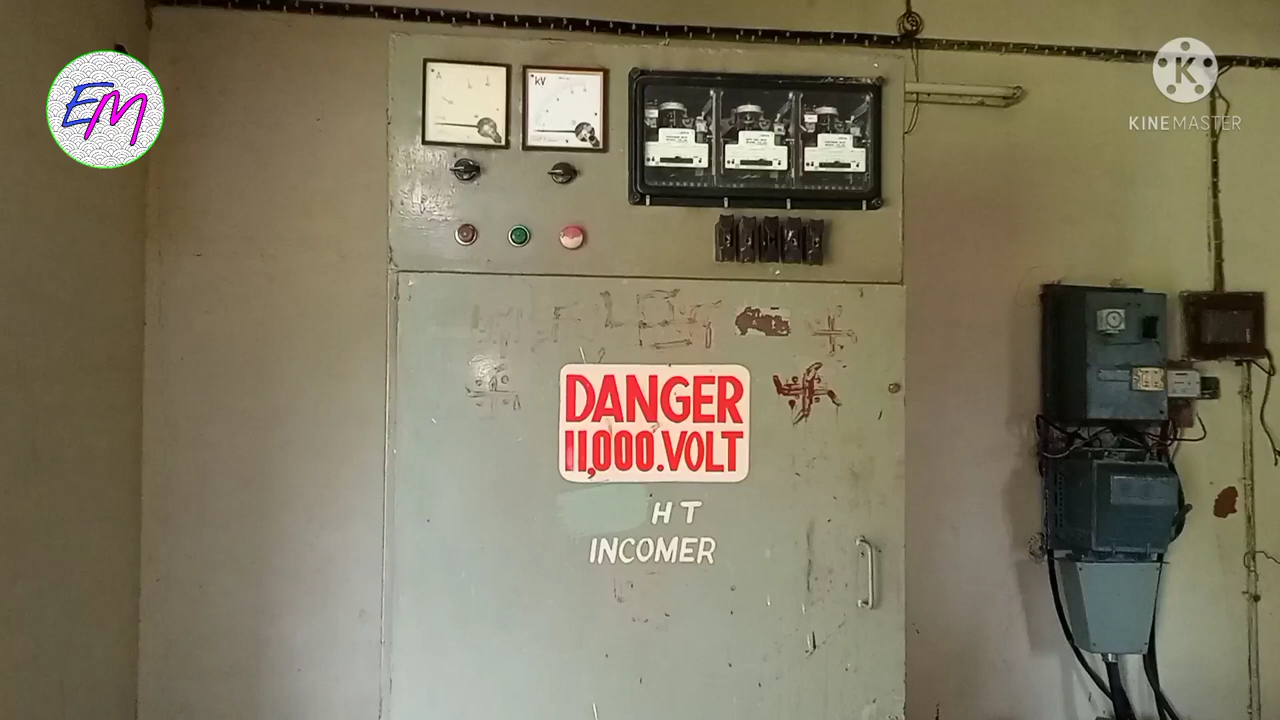 EM
KINEMASTER
A
kV
DANGER
11,000.VOLT
H T
INCOMER